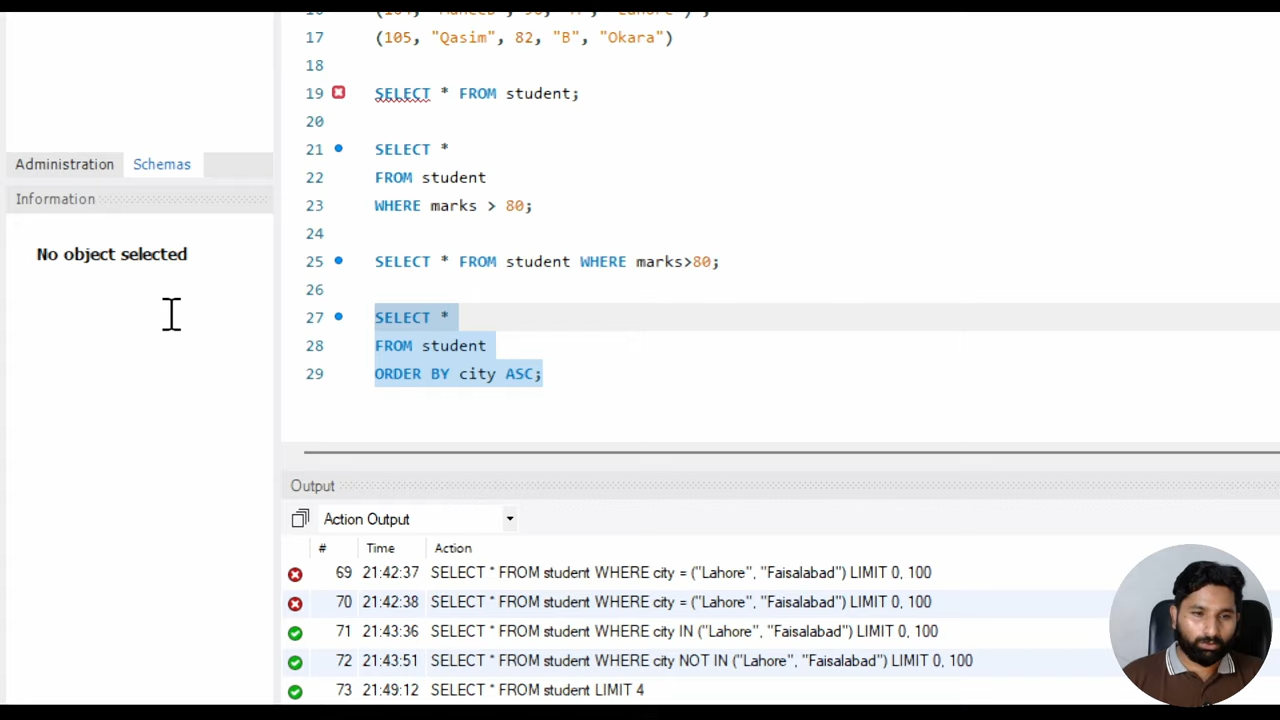 17 (105, "Qasim", 82, "B", "Okara")
18
19 SELECT * FROM student;
20
21 SELECT *
22 FROM student
23 WHERE marks > 80;
24
25 SELECT * FROM student WHERE marks>80;
26
27 SELECT *
28 FROM student
29 ORDER BY city ASC;
Administration Schemas
Information
No object selected
Output
Action Output
# Time Action
69 21:42:37 SELECT * FROM student WHERE city = ("Lahore", "Faisalabad") LIMIT 0, 100
70 21:42:38 SELECT * FROM student WHERE city = ("Lahore", "Faisalabad") LIMIT 0, 100
71 21:43:36 SELECT * FROM student WHERE city IN ("Lahore", "Faisalabad") LIMIT 0, 100
72 21:43:51 SELECT * FROM student WHERE city NOT IN ("Lahore", "Faisalabad") LIMIT 0, 100
73 21:49:12 SELECT * FROM student LIMIT 4